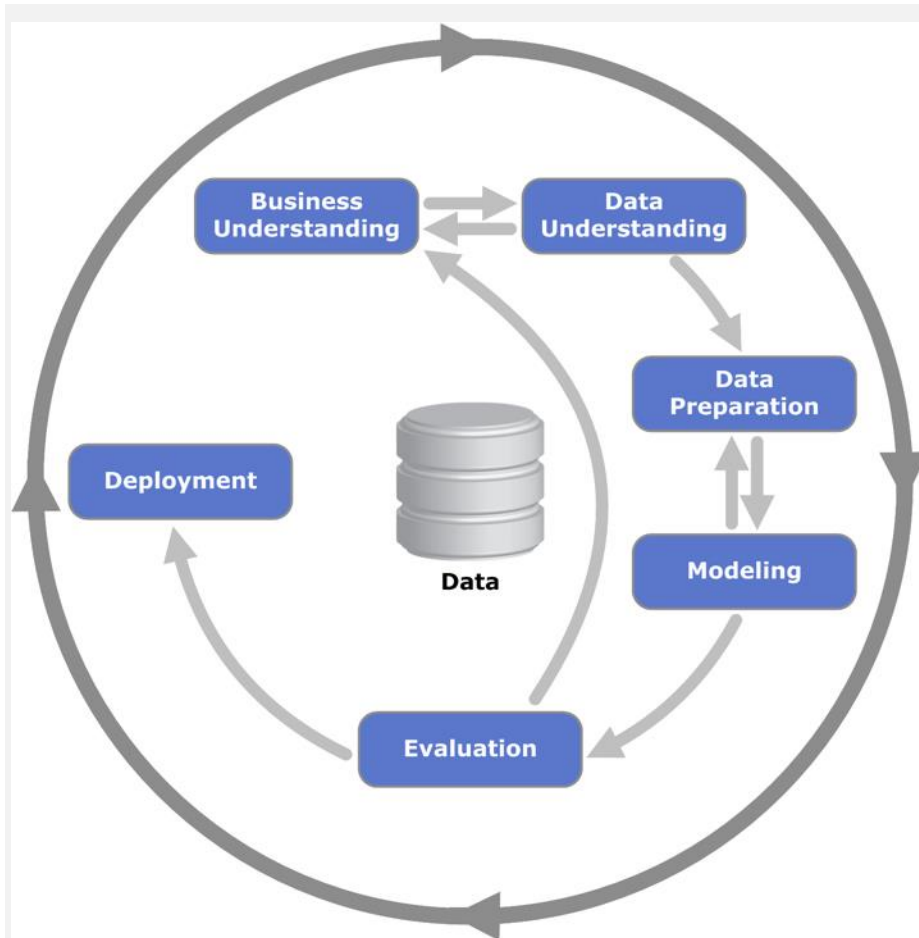 Business
Understanding
Data
Understanding
Data
Preparation
Deployment
Data
Modeling
Evaluation